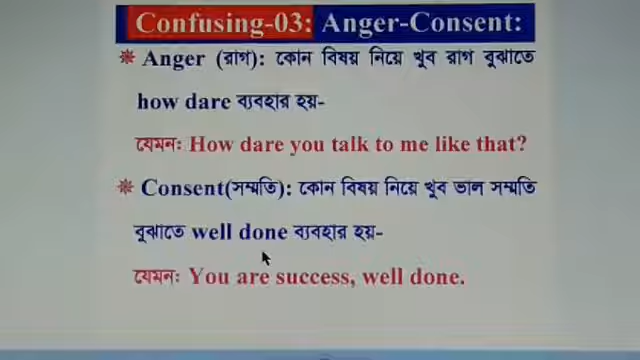 Confusing-03: Anger-Consent:
⁕ Anger (রাগ): কোন বিষয় নিয়ে খুব রাগ বুঝাতে
how dare ব্যবহার হয়-
যেমনঃ How dare you talk to me like that?
⁕ Consent(সম্মতি): কোন বিষয় নিয়ে খুব ভাল সম্মতি
বুঝাতে well done ব্যবহার হয়-
যেমনঃ You are success, well done.